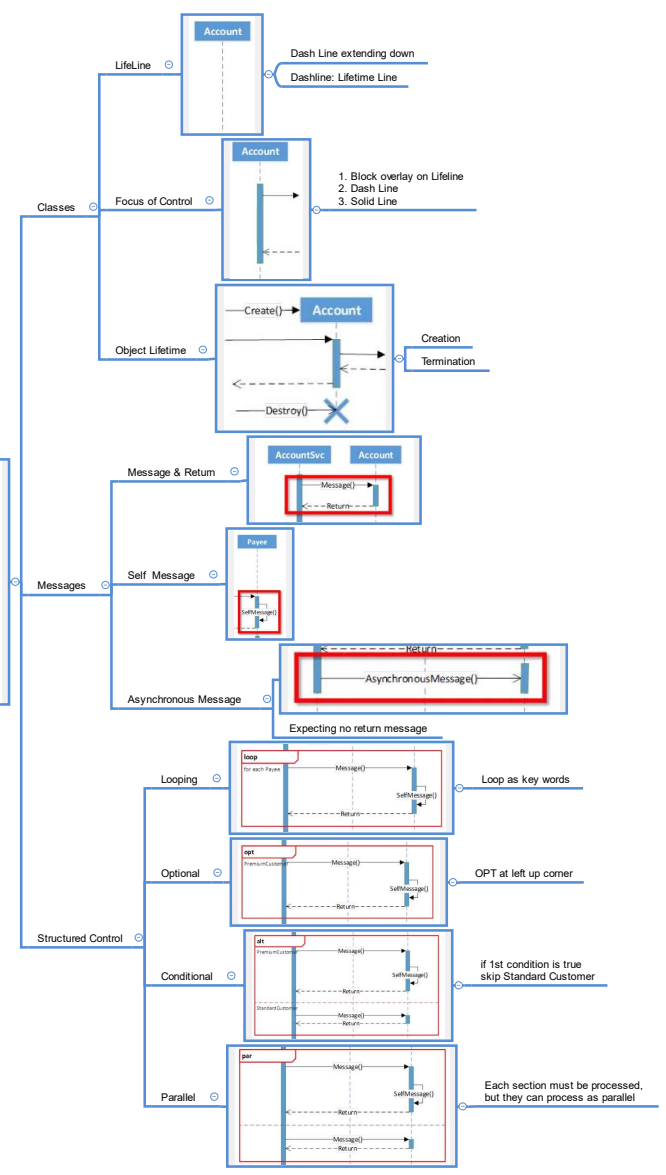 Account
LifeLine
Dash Line extending down
Dashline: Lifetime Line
Account
Classes
Focus of Control
1. Block overlay on Lifeline
2. Dash Line
3. Solid Line
Create()
Account
Object Lifetime
Creation
Termination
Destroy()
AccountSvc
Account
Message & Return
Message()
Return
Payee
Messages
Self Message
SelfMessage()
Return
Asynchronous Message
AsynchronousMessage()
Expecting no return message
loop
for each Payee
Message()
Looping
Loop as key words
SelfMessage()
Return
opt
PremiumCustomer
Message()
Optional
OPT at left up corner
SelfMessage()
Return
Structured Control
alt
PremiumCustomer
Message()
Conditional
if 1st condition is true
skip Standard Customer
SelfMessage()
Return
StandardCustomer
Message()
Return
par
Message()
Parallel
Each section must be processed,
but they can process as parallel
SelfMessage()
Return
Message()
Return